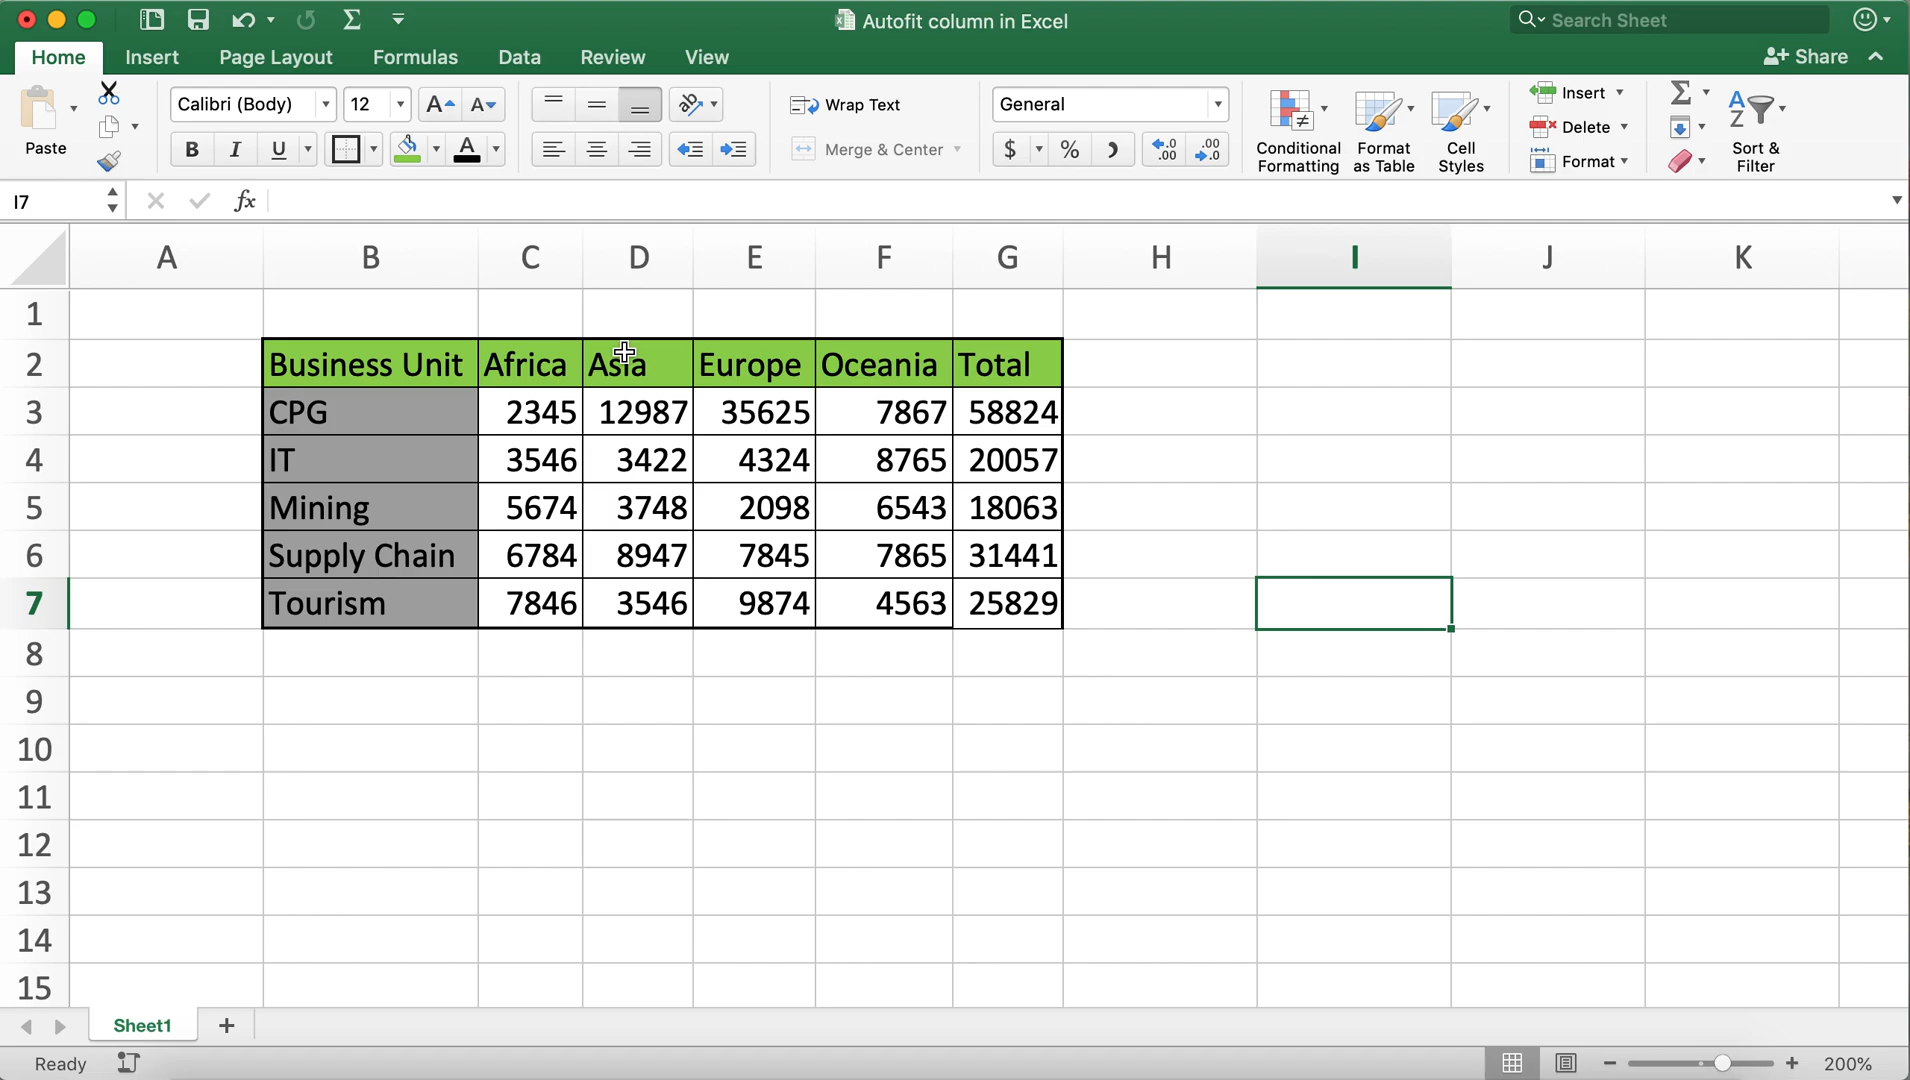 Autofit column in Excel
Search Sheet
Home Insert Page Layout Formulas Data Review View Share
Paste
Calibri (Body) 12
B I U A
Wrap Text
Merge & Center
General
$ %
Conditional Formatting
Format as Table
Cell Styles
Insert
Delete
Format
Sort & Filter
I7 fx
A B C D E F G H I J K
1
2 Business Unit Africa Asia Europe Oceania Total
3 CPG 2345 12987 35625 7867 58824
4 IT 3546 3422 4324 8765 20057
5 Mining 5674 3748 2098 6543 18063
6 Supply Chain 6784 8947 7845 7865 31441
7 Tourism 7846 3546 9874 4563 25829
8
9
10
11
12
13
14
15
Sheet1
Ready 200%